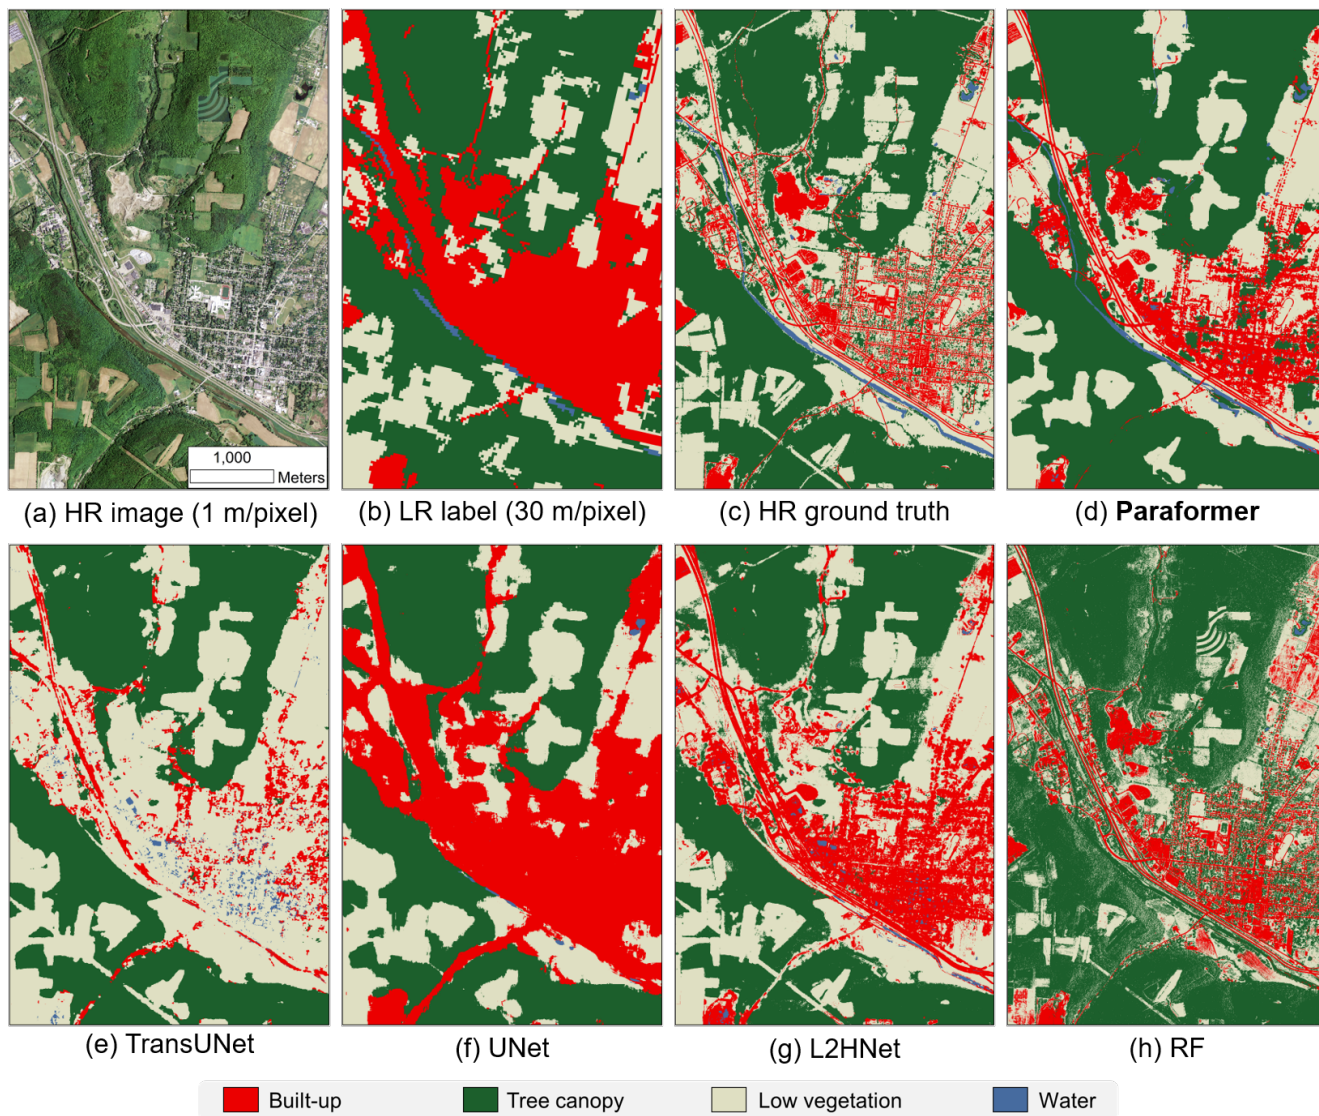 1,000
Meters
(a) HR image (1 m/pixel)
(b) LR label (30 m/pixel)
(c) HR ground truth
(d) Paraformer
(e) TransUNet
(f) UNet
(g) L2HNet
(h) RF
Built-up
Tree canopy
Low vegetation
Water